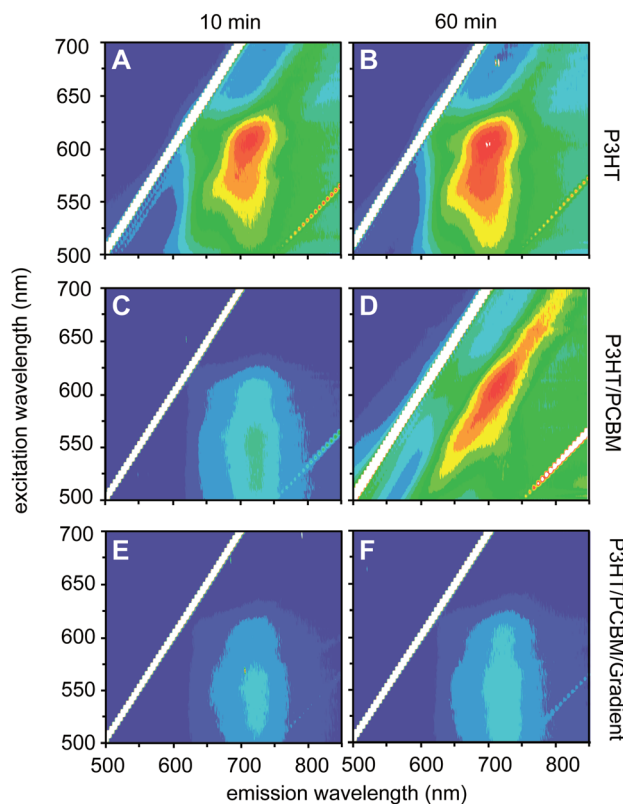 10 min
60 min
700
650
600
550
500
A
B
P3HT
700
650
600
550
500
C
D
P3HT/PCBM
700
650
600
550
500
E
F
P3HT/PCBM/Gradient
excitation wavelength (nm)
500 600 700 800 500 600 700 800
emission wavelength (nm)